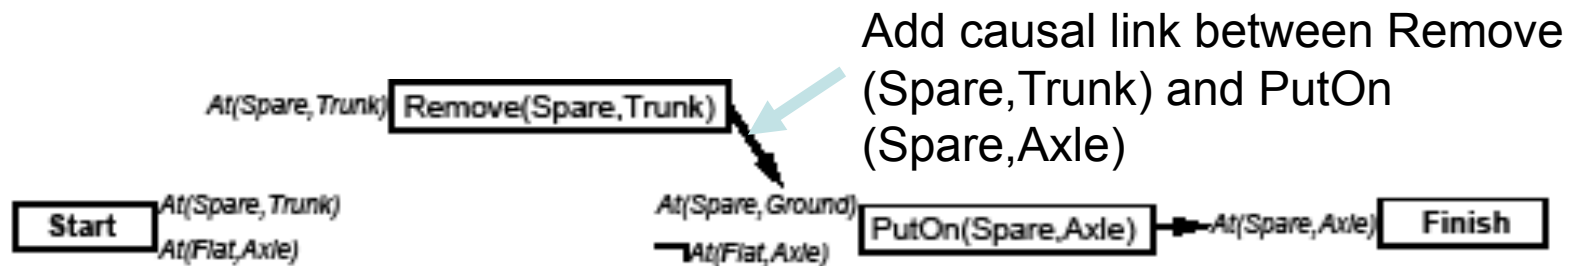 Add causal link between Remove
(Spare,Trunk) and PutOn
(Spare,Axle)
At(Spare,Trunk) Remove(Spare,Trunk)
At(Spare,Trunk) At(Spare,Ground)
Start PutOn(Spare,Axle) At(Spare,Axle) Finish
At(Flat,Axle) ¬At(Flat,Axle)